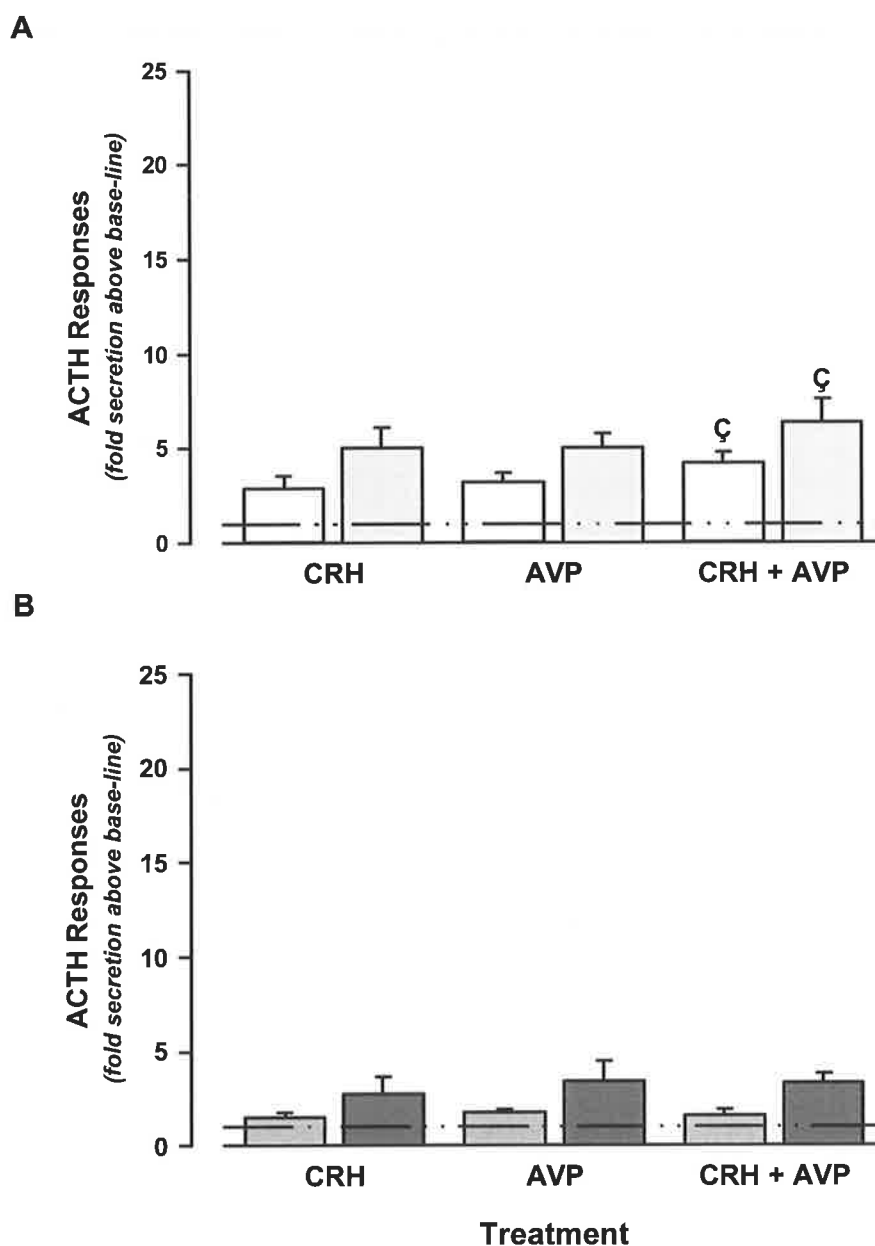 A
25
20
15
10
5
0
ACTH Responses
(fold secretion above base-line)
Ç
Ç
CRH
AVP
CRH + AVP
B
25
20
15
10
5
0
ACTH Responses
(fold secretion above base-line)
CRH
AVP
CRH + AVP
Treatment